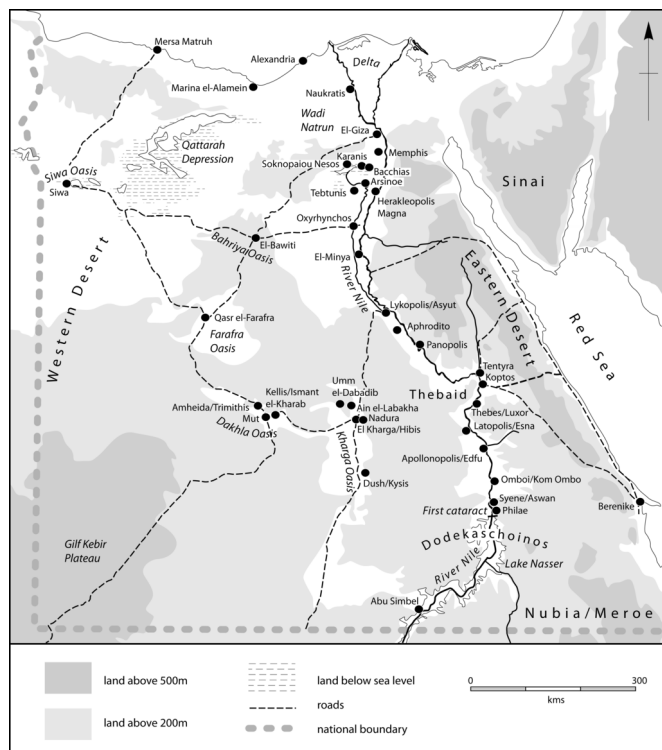 Mersa Matruh
Alexandria
Delta
Marina el-Alamein
Naukratis
Wadi
Natrun
El-Giza
Qattarah
Depression
Memphis
Karanis
Soknopaiou Nesos
Bacchias
Arsinoe
Siwa Oasis
Siwa
Tebtunis
Herakleopolis
Magna
Sinai
Oxyrhynchos
Bahriya Oasis
El-Bawiti
El-Minya
River Nile
Western Desert
Eastern Desert
Red Sea
Qasr el-Farafra
Farafra
Oasis
Lykopolis/Asyut
Aphrodito
Panopolis
Tentyra
Koptos
Thebaid
Kellis/Ismant
el-Kharab
Umm
el-Dabadib
Amheida/Trimithis
Ain el-Labakha
Mut
Nadura
Dakhla Oasis
El Kharga/Hibis
Thebes/Luxor
Latopolis/Esna
Kharga Oasis
Apollonopolis/Edfu
Dush/Kysis
Omboi/Kom Ombo
Syene/Aswan
First cataract
Philae
Berenike
Dodekaschoinos
Gilf Kebir
Plateau
River Nile
Lake Nasser
Abu Simbel
Nubia/Meroe
land above 500m
land below sea level
0 300
roads
kms
land above 200m
national boundary